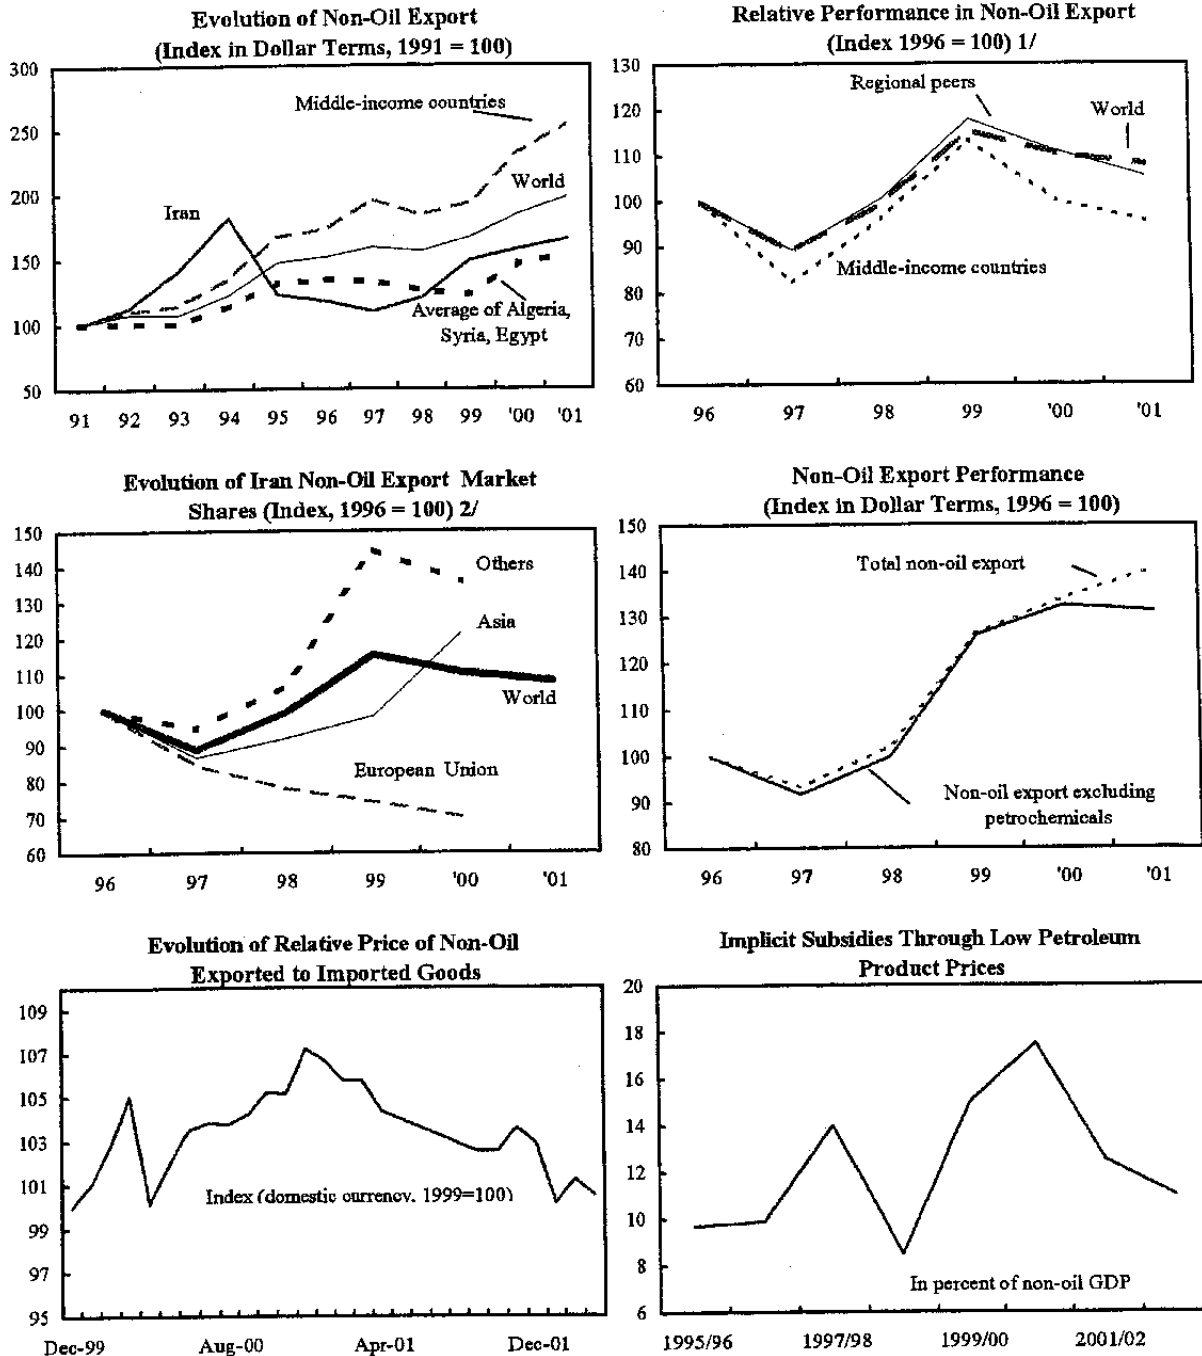 Evolution of Non-Oil Export
(Index in Dollar Terms, 1991 = 100)
300
250
200
150
100
50
Middle-income countries
World
Iran
Average of Algeria,
Syria, Egypt
91 92 93 94 95 96 97 98 99 '00 '01
Relative Performance in Non-Oil Export
(Index 1996 = 100) 1/
130
120
110
100
90
80
70
60
Regional peers
World
Middle-income countries
96 97 98 99 '00 '01
Evolution of Iran Non-Oil Export Market
Shares (Index, 1996 = 100) 2/
150
140
130
120
110
100
90
80
70
60
Others
Asia
World
European Union
96 97 98 99 '00 '01
Non-Oil Export Performance
(Index in Dollar Terms, 1996 = 100)
150
140
130
120
110
100
90
80
Total non-oil export
Non-oil export excluding
petrochemicals
96 97 98 99 '00 '01
Evolution of Relative Price of Non-Oil
Exported to Imported Goods
109
107
105
103
101
99
97
95
Index (domestic currency, 1999=100)
Dec-99 Aug-00 Apr-01 Dec-01
Implicit Subsidies Through Low Petroleum
Product Prices
20
18
16
14
12
10
8
6
In percent of non-oil GDP
1995/96 1997/98 1999/00 2001/02